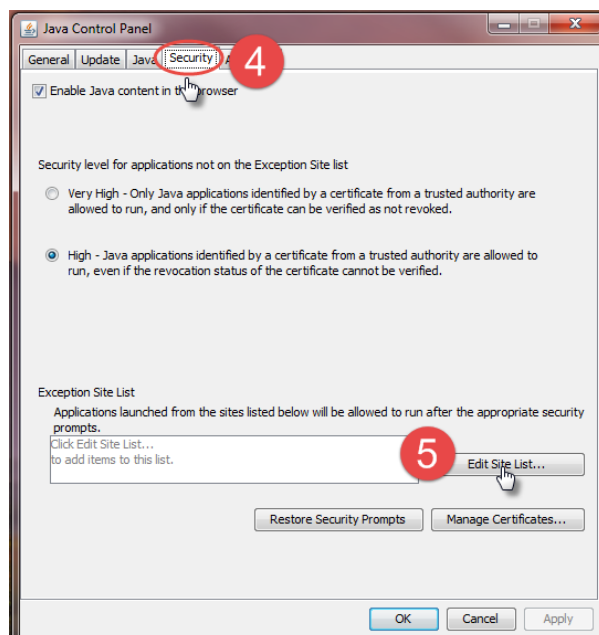 Java Control Panel
General Update Java Security A
4
Enable Java content in the browser
Security level for applications not on the Exception Site list
Very High - Only Java applications identified by a certificate from a trusted authority are
allowed to run, and only if the certificate can be verified as not revoked.
High - Java applications identified by a certificate from a trusted authority are allowed to
run, even if the revocation status of the certificate cannot be verified.
Exception Site List
Applications launched from the sites listed below will be allowed to run after the appropriate security
prompts.
Click Edit Site List...
to add items to this list.
5
Edit Site List...
Restore Security Prompts Manage Certificates...
OK Cancel Apply